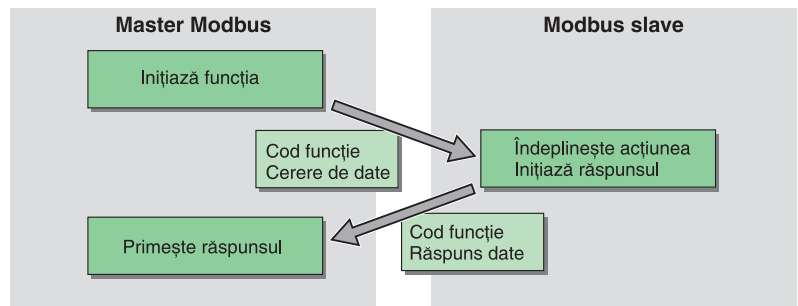 Master Modbus
Modbus slave
Inițiază funcția
Cod funcție
Cerere de date
Îndeplinește acțiunea
Inițiază răspunsul
Primește răspunsul
Cod funcție
Răspuns date